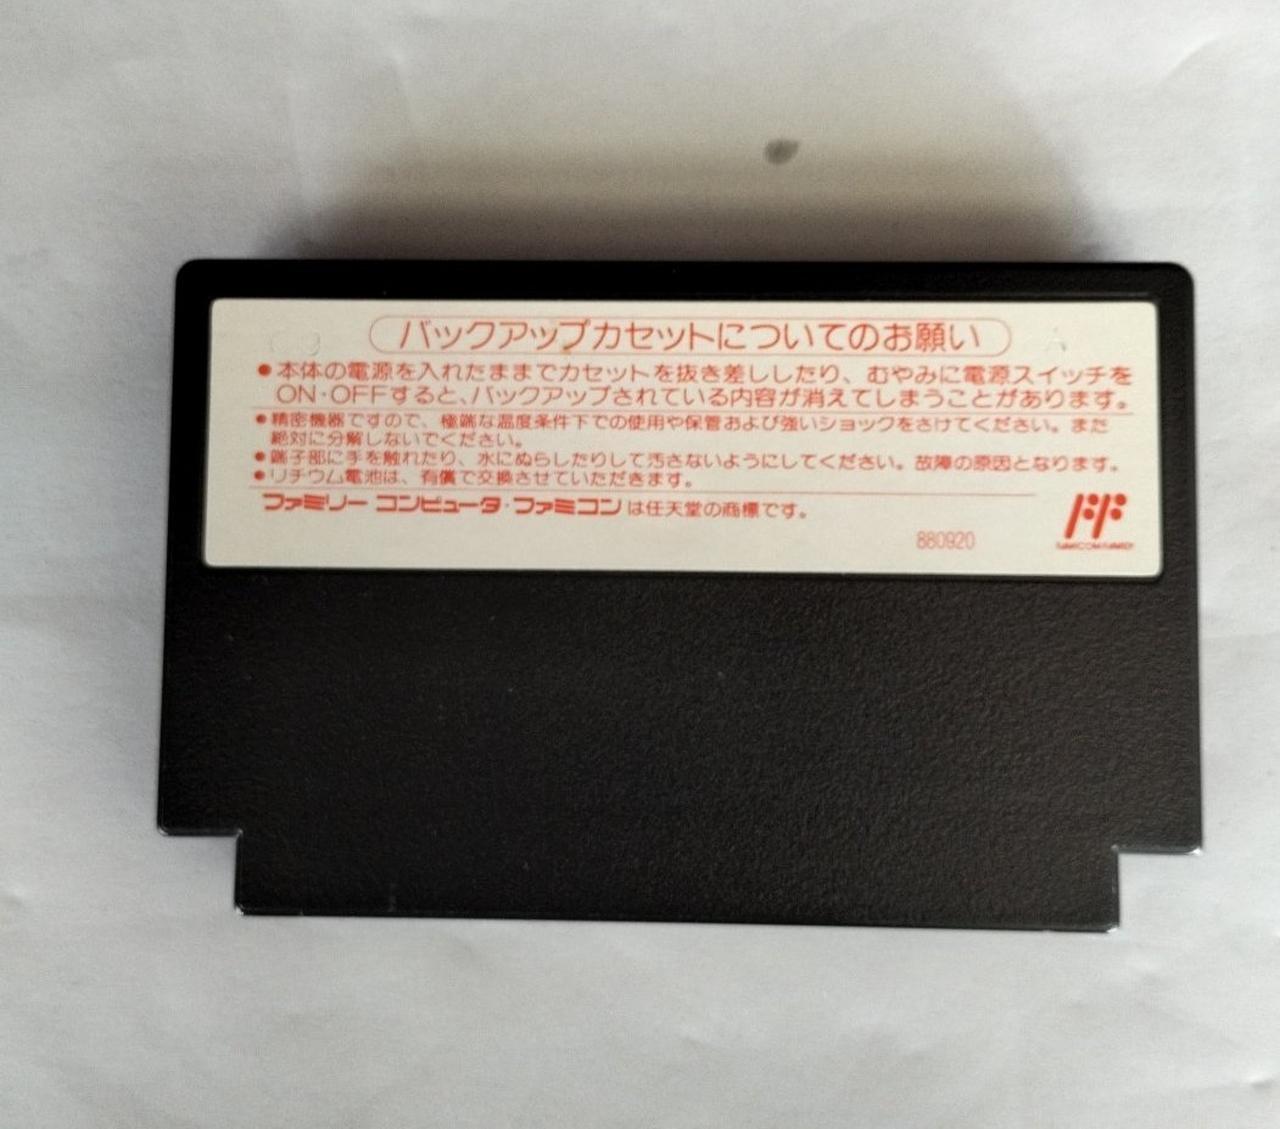 バックアップカセットについてのお願い
●本体の電源を入れたままでカセットを抜き差ししたり、むやみに電源スイッチを
ON・OFFすると、バックアップされている内容が消えてしまうことがあります。
●精密機器ですので、極端な温度条件下での使用や保管および強いショックをさけてください。また
絶対に分解しないでください。
●端子部に手を触れたり、水にぬらしたりして汚さないようにしてください。故障の原因となります。
●リチウム電池は、有償で交換させていただきます。
ファミリー コンピュータ・ファミコンは任天堂の商標です。
880920